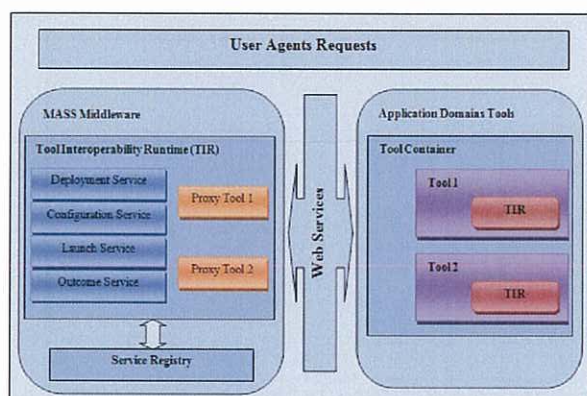 User Agents Requests
MASS Middleware
Tool Interoperability Runtime (TIR)
Deployment Service
Configuration Service
Launch Service
Outcome Service
Proxy Tool 1
Proxy Tool 2
Service Registry
Web Services
Application Domains Tools
Tool Container
Tool 1
TIR
Tool 2
TIR